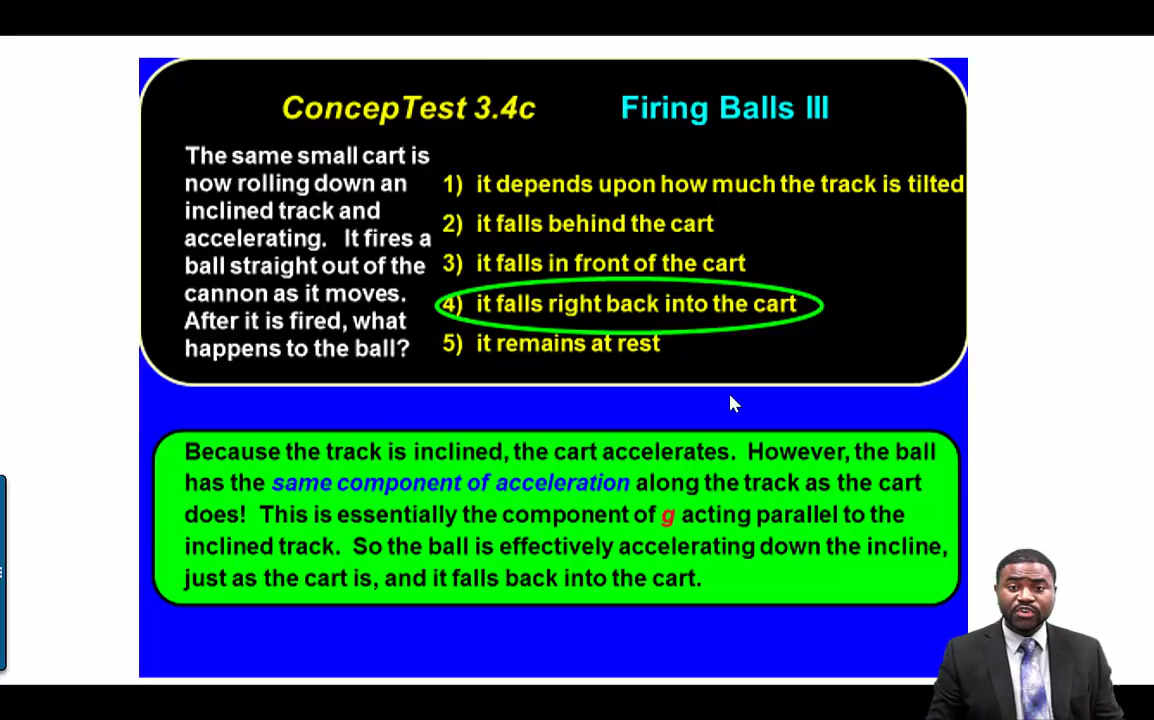 ConcepTest 3.4c Firing Balls III
The same small cart is
now rolling down an
inclined track and
accelerating. It fires a
ball straight out of the
cannon as it moves.
After it is fired, what
happens to the ball?
1) it depends upon how much the track is tilted
2) it falls behind the cart
3) it falls in front of the cart
4) it falls right back into the cart
5) it remains at rest
Because the track is inclined, the cart accelerates. However, the ball
has the same component of acceleration along the track as the cart
does! This is essentially the component of g acting parallel to the
inclined track. So the ball is effectively accelerating down the incline,
just as the cart is, and it falls back into the cart.